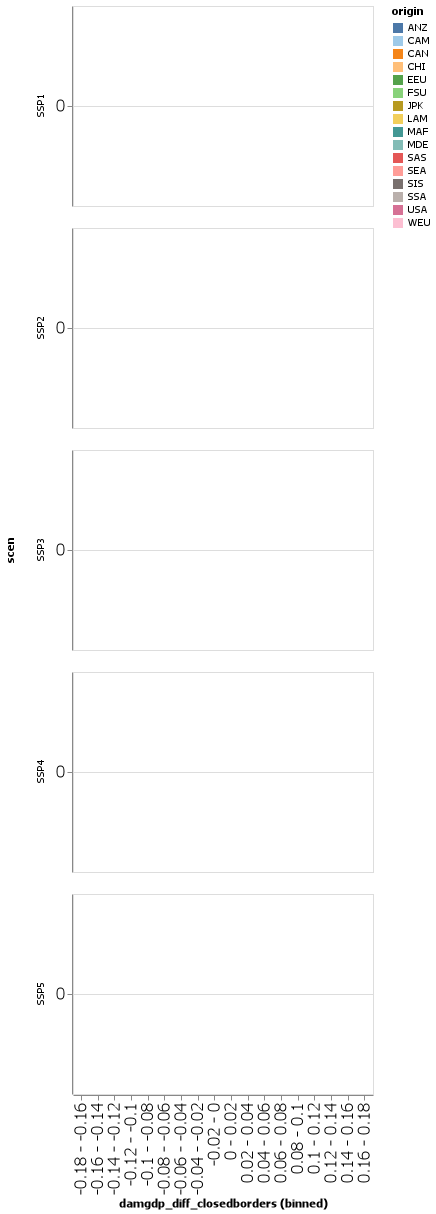 origin
ANZ
CAM
CAN
CHI
EEU
FSU
JPK
LAM
MAF
MDE
SAS
SEA
SIS
SSA
USA
WEU
scen
SSP1
0
SSP2
0
SSP3
0
SSP4
0
SSP5
0
-0.18 - -0.16
-0.16 - -0.14
-0.14 - -0.12
-0.12 - -0.1
-0.1 - -0.08
-0.08 - -0.06
-0.06 - -0.04
-0.04 - -0.02
-0.02 - 0
0 - 0.02
0.02 - 0.04
0.04 - 0.06
0.06 - 0.08
0.08 - 0.1
0.1 - 0.12
0.12 - 0.14
0.14 - 0.16
0.16 - 0.18
damgdp_diff_closedborders (binned)